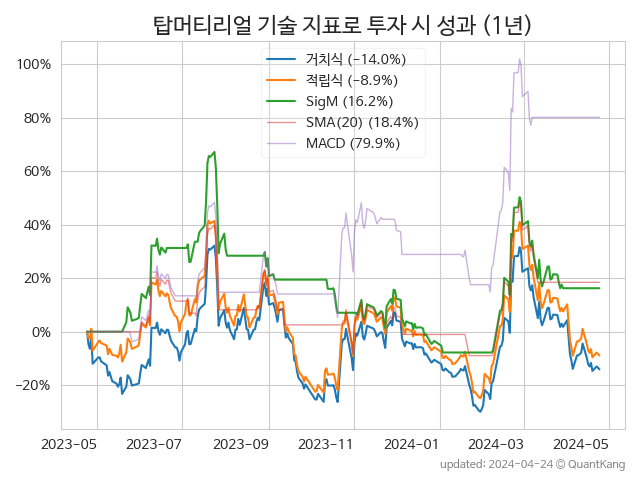 탑머티리얼 기술 지표로 투자 시 성과 (1년)
거치식 (−14.0%)
적립식 (−8.9%)
SigM (16.2%)
SMA(20) (18.4%)
MACD (79.9%)
100%
80%
60%
40%
20%
0%
−20%
2023-05 2023-07 2023-09 2023-11 2024-01 2024-03 2024-05
updated: 2024-04-24 © QuantKang